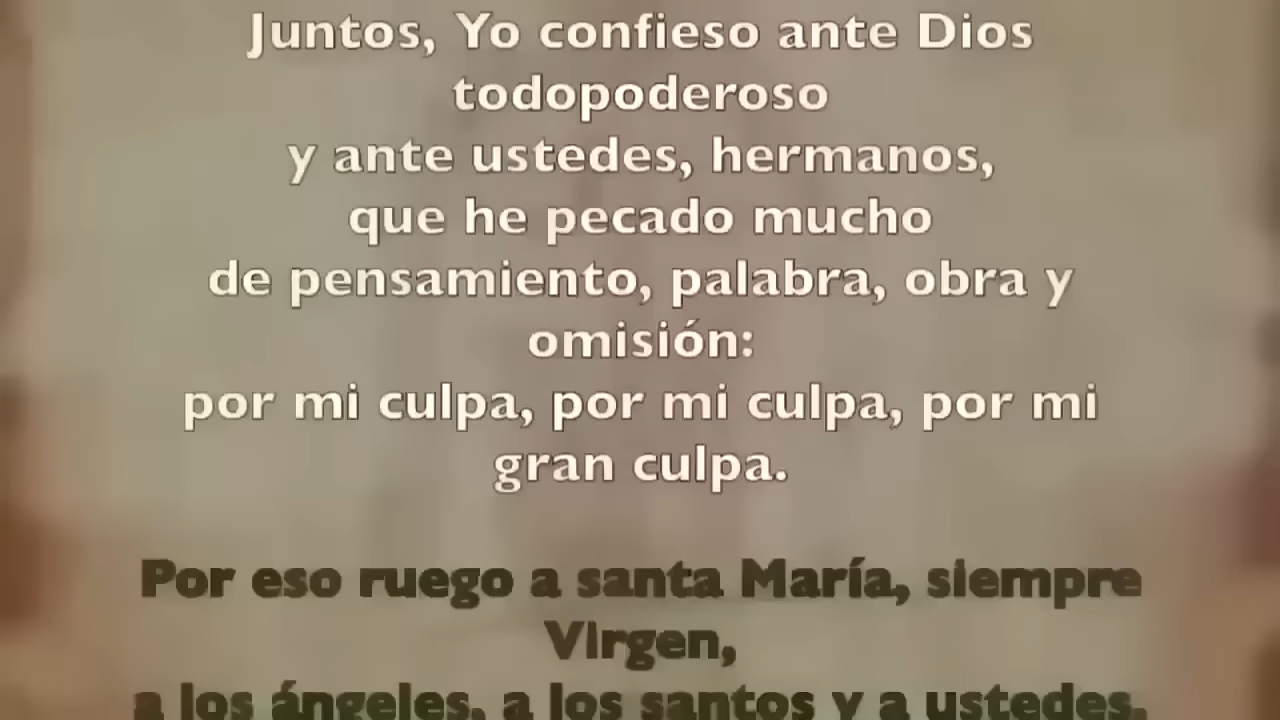 Juntos, Yo confieso ante Dios
todopoderoso
y ante ustedes, hermanos,
que he pecado mucho
de pensamiento, palabra, obra y
omisión:
por mi culpa, por mi culpa, por mi
gran culpa.
Por eso ruego a santa María, siempre
Virgen,
a los ángeles, a los santos y a ustedes,